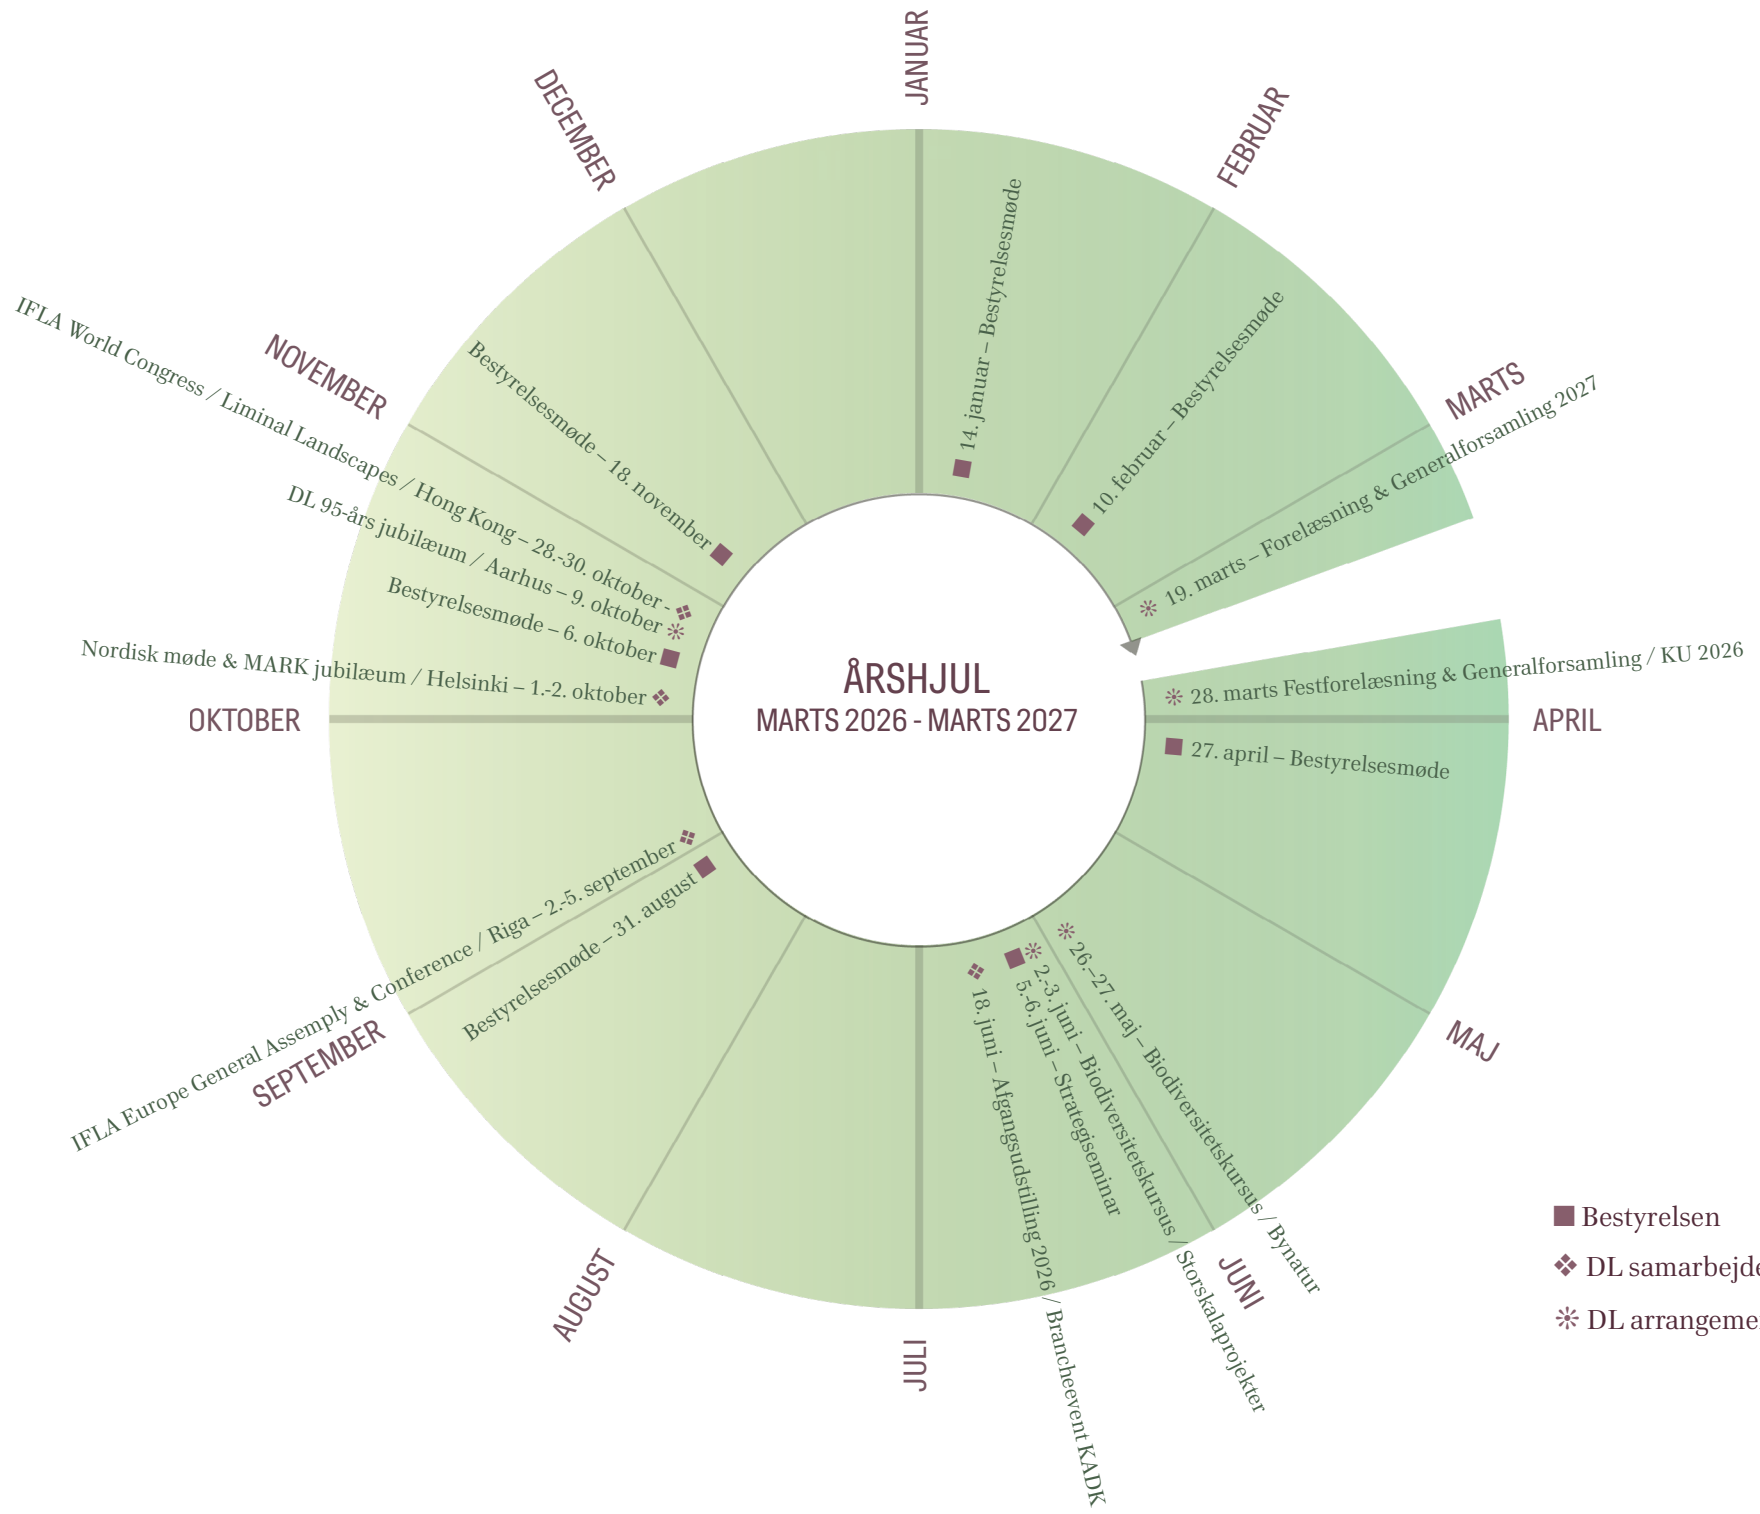 ÅRSHJUL
MARTS 2026 - MARTS 2027
JANUAR
14. januar – Bestyrelsesmøde
FEBRUAR
10. februar – Bestyrelsesmøde
MARTS
19. marts – Forelæsning & Generalforsamling 2027
28. marts Festforelæsning & Generalforsamling / KU 2026
APRIL
27. april – Bestyrelsesmøde
MAJ
26.–27. maj – Biodiversitetskursus / Bynatur
JUNI
2.-3. juni – Biodiversitetskursus / Storskalaprojekter
5.-6. juni – Strategiseminar
18. juni – Afgangsudstilling 2026 / Brancheevent KADK
JULI
AUGUST
Bestyrelsesmøde – 31. august
SEPTEMBER
IFLA Europe General Assemply & Conference / Riga – 2.-5. september
OKTOBER
Nordisk møde & MARK jubilæum / Helsinki – 1.-2. oktober
Bestyrelsesmøde – 6. oktober
DL 95-års jubilæum / Aarhus – 9. oktober
IFLA World Congress / Liminal Landscapes / Hong Kong – 28.-30. oktober -
NOVEMBER
Bestyrelsesmøde – 18. november
DECEMBER
Bestyrelsen
DL samarbejde
DL arrangeme